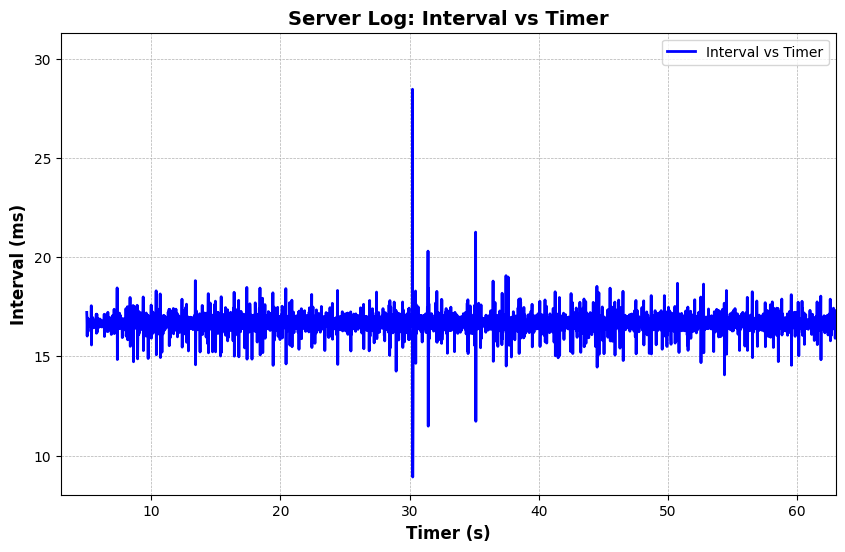 Server Log: Interval vs Timer
Interval vs Timer
30
25
20
15
10
Interval (ms)
10 20 30 40 50 60
Timer (s)